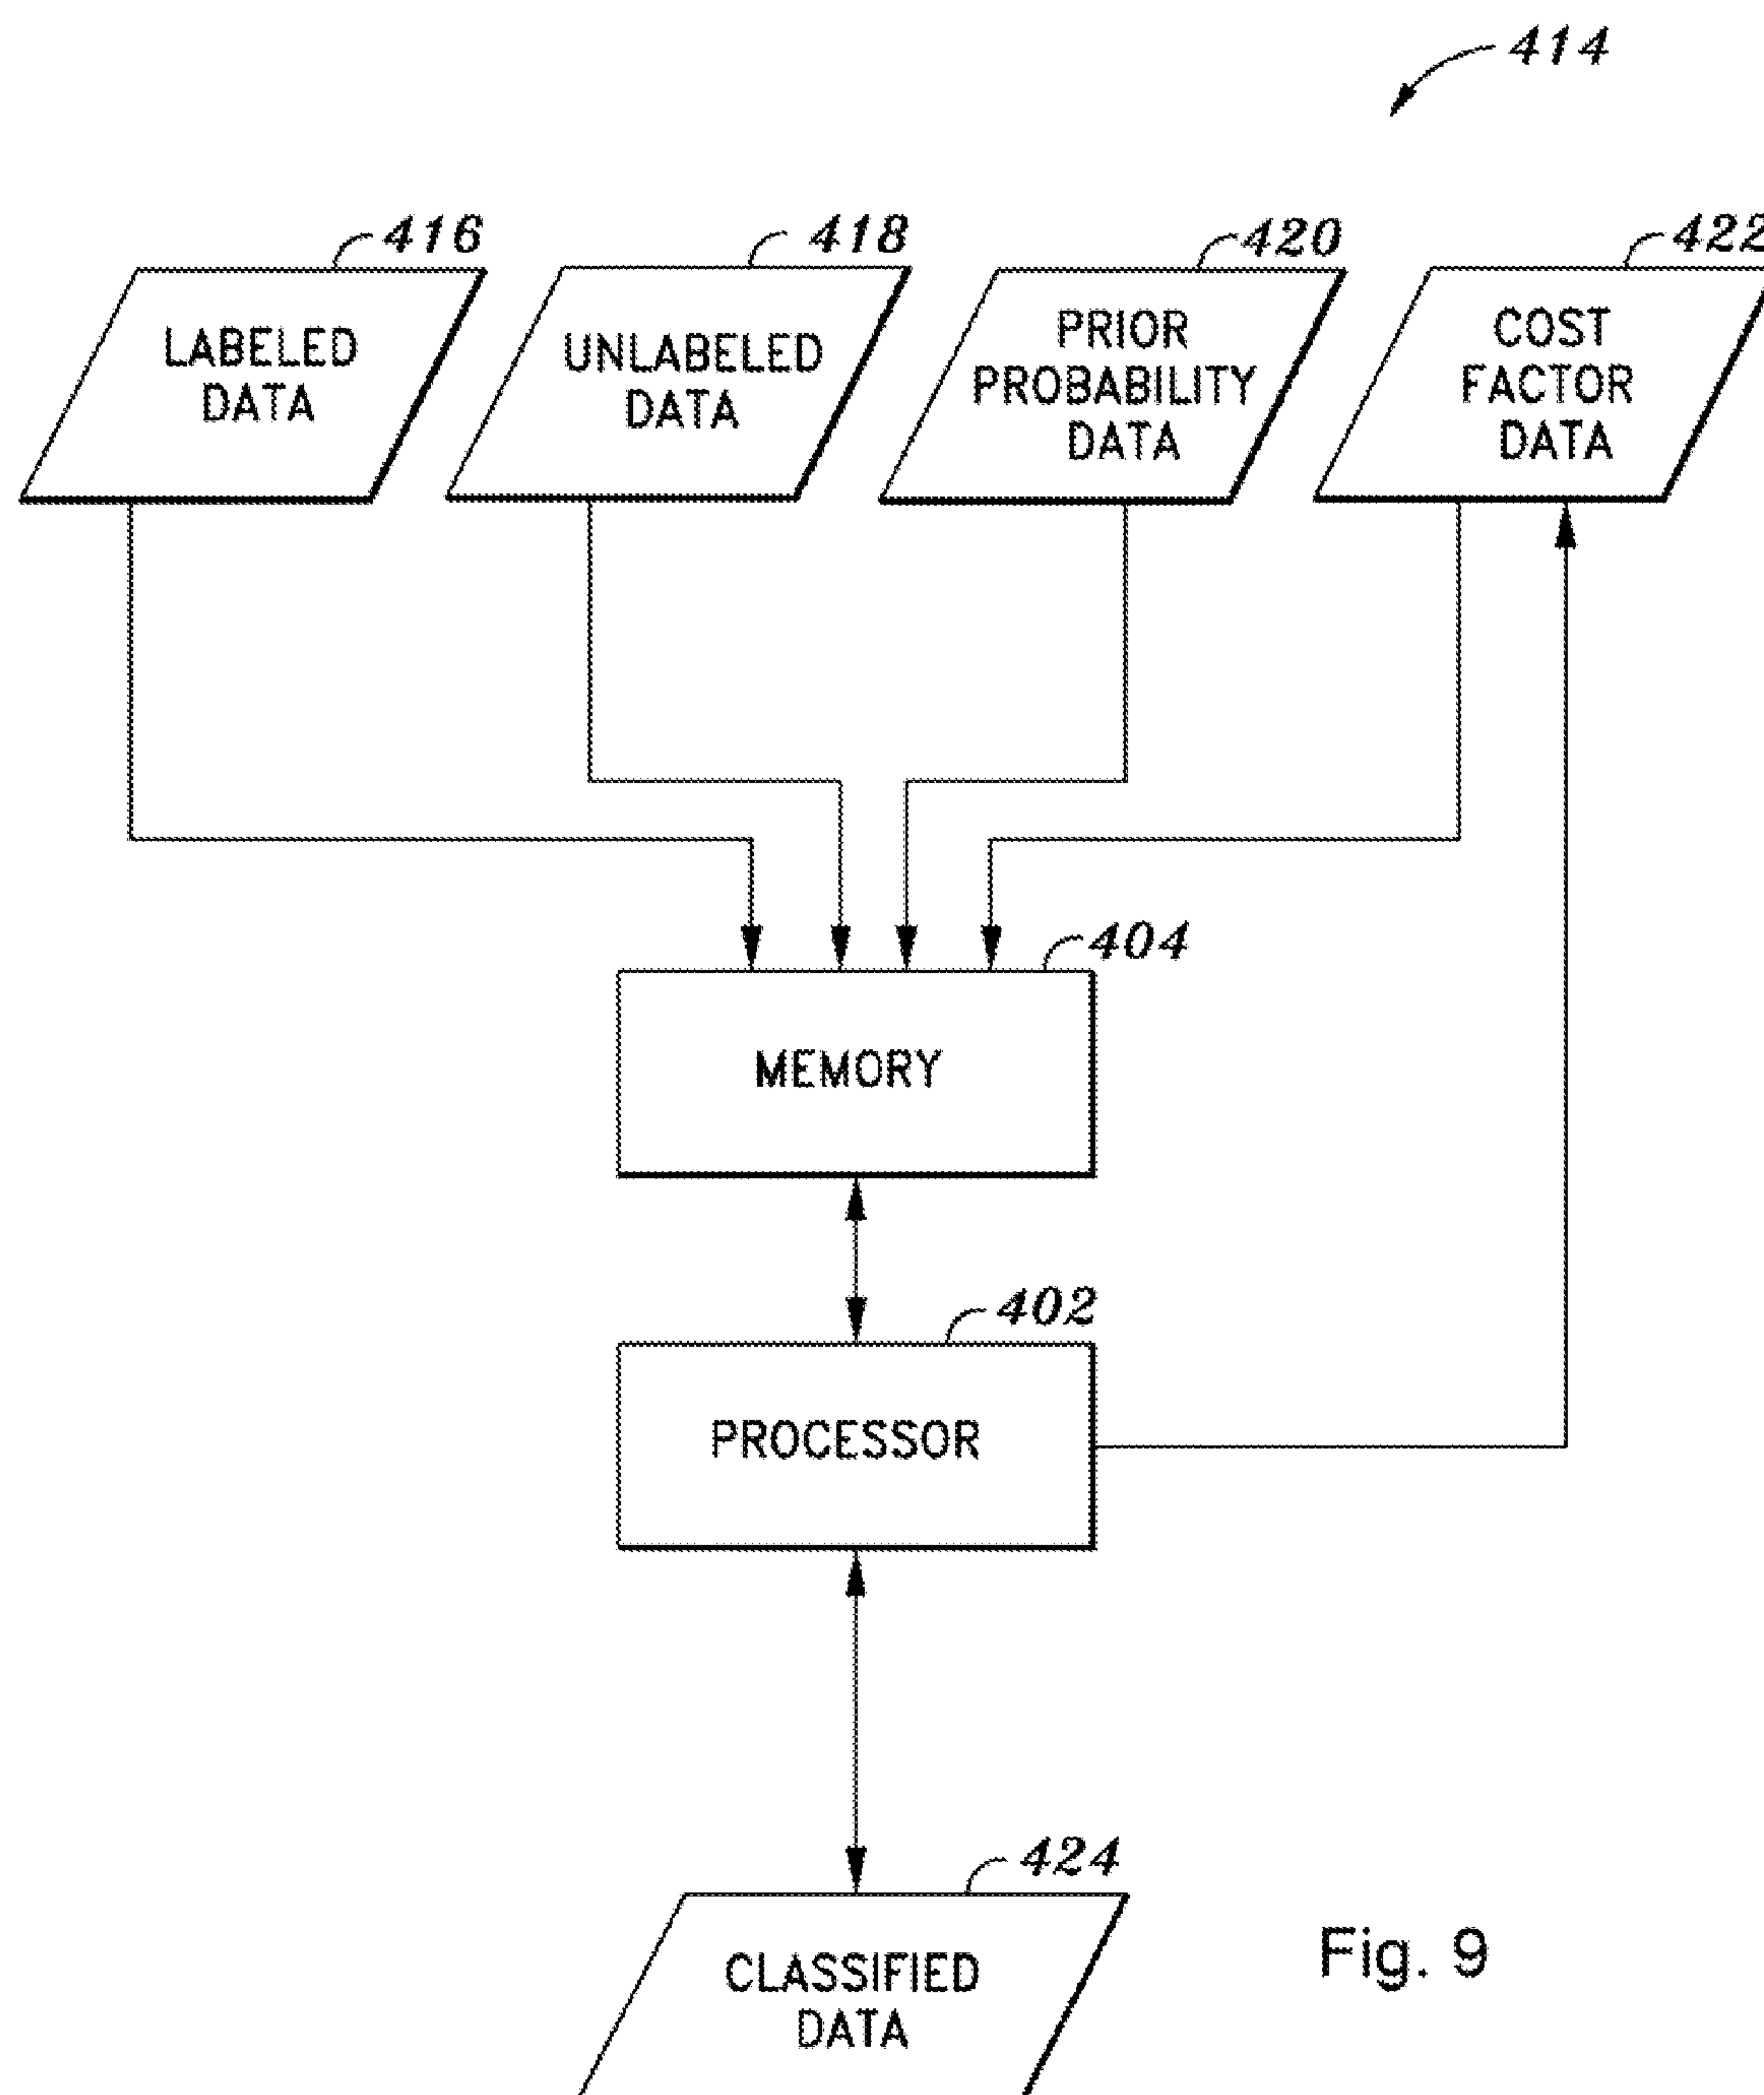 414
416
418
420
422
LABELED
DATA
UNLABELED
DATA
PRIOR
PROBABILITY
DATA
COST
FACTOR
DATA
404
MEMORY
402
PROCESSOR
424
CLASSIFIED
DATA
Fig. 9